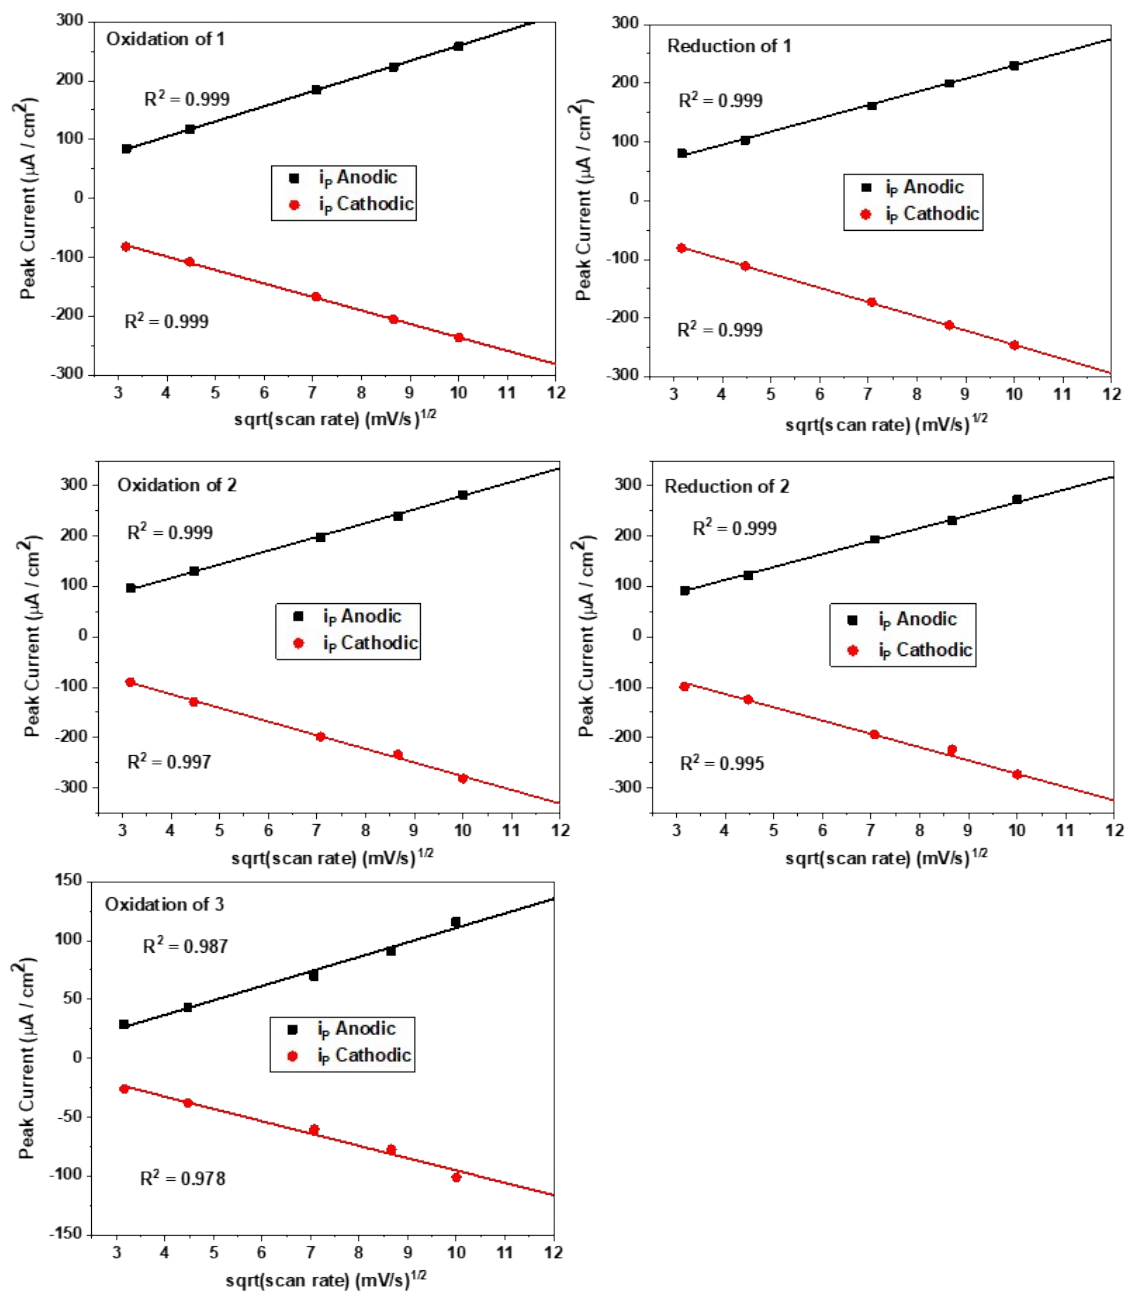 Oxidation of 1
R² = 0.999
iP Anodic
iP Cathodic
R² = 0.999
Peak Current (µA / cm²)
300
200
100
0
-100
-200
-300
3 4 5 6 7 8 9 10 11 12
sqrt(scan rate) (mV/s)^1/2
Reduction of 1
R² = 0.999
iP Anodic
iP Cathodic
R² = 0.999
Peak Current (µA / cm²)
300
200
100
0
-100
-200
-300
3 4 5 6 7 8 9 10 11 12
sqrt(scan rate) (mV/s)^1/2
Oxidation of 2
R² = 0.999
iP Anodic
iP Cathodic
R² = 0.997
Peak Current (µA / cm²)
300
200
100
0
-100
-200
-300
3 4 5 6 7 8 9 10 11 12
sqrt(scan rate) (mV/s)^1/2
Reduction of 2
R² = 0.999
iP Anodic
iP Cathodic
R² = 0.995
Peak Current (µA / cm²)
300
200
100
0
-100
-200
-300
3 4 5 6 7 8 9 10 11 12
sqrt(scan rate) (mV/s)^1/2
Oxidation of 3
R² = 0.987
iP Anodic
iP Cathodic
R² = 0.978
Peak Current (µA / cm²)
150
100
50
0
-50
-100
-150
3 4 5 6 7 8 9 10 11 12
sqrt(scan rate) (mV/s)^1/2